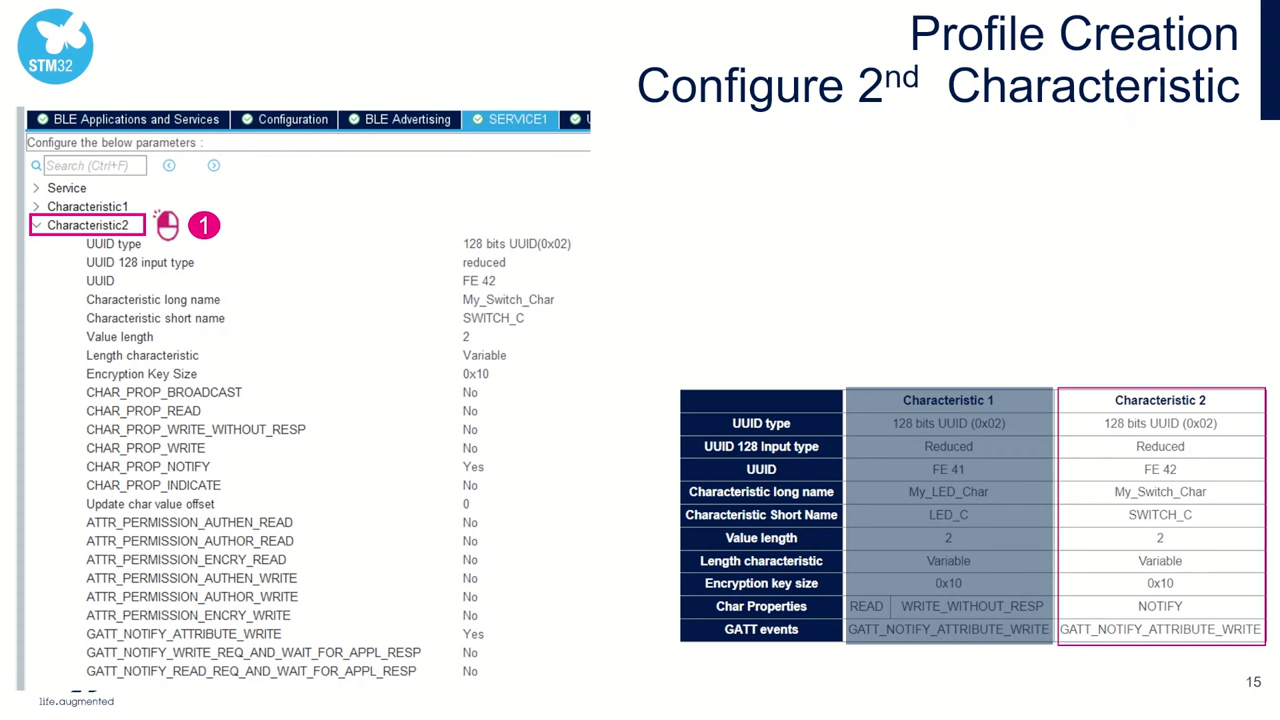 STM32
Profile Creation
Configure 2nd Characteristic
BLE Applications and Services Configuration BLE Advertising SERVICE1
Configure the below parameters :
Search (Ctrl+F)
Service
Characteristic1
Characteristic2 1
UUID type 128 bits UUID(0x02)
UUID 128 input type reduced
UUID FE 42
Characteristic long name My_Switch_Char
Characteristic short name SWITCH_C
Value length 2
Length characteristic Variable
Encryption Key Size 0x10
CHAR_PROP_BROADCAST No
CHAR_PROP_READ No
CHAR_PROP_WRITE_WITHOUT_RESP No
CHAR_PROP_WRITE No
CHAR_PROP_NOTIFY Yes
CHAR_PROP_INDICATE No
Update char value offset 0
ATTR_PERMISSION_AUTHEN_READ No
ATTR_PERMISSION_AUTHOR_READ No
ATTR_PERMISSION_ENCRY_READ No
ATTR_PERMISSION_AUTHEN_WRITE No
ATTR_PERMISSION_AUTHOR_WRITE No
ATTR_PERMISSION_ENCRY_WRITE No
GATT_NOTIFY_ATTRIBUTE_WRITE Yes
GATT_NOTIFY_WRITE_REQ_AND_WAIT_FOR_APPL_RESP No
GATT_NOTIFY_READ_REQ_AND_WAIT_FOR_APPL_RESP No
Characteristic 1 Characteristic 2
UUID type 128 bits UUID (0x02) 128 bits UUID (0x02)
UUID 128 Input type Reduced Reduced
UUID FE 41 FE 42
Characteristic long name My_LED_Char My_Switch_Char
Characteristic Short Name LED_C SWITCH_C
Value length 2 2
Length characteristic Variable Variable
Encryption key size 0x10 0x10
Char Properties READ WRITE_WITHOUT_RESP NOTIFY
GATT events GATT_NOTIFY_ATTRIBUTE_WRITE GATT_NOTIFY_ATTRIBUTE_WRITE
life.augmented
15